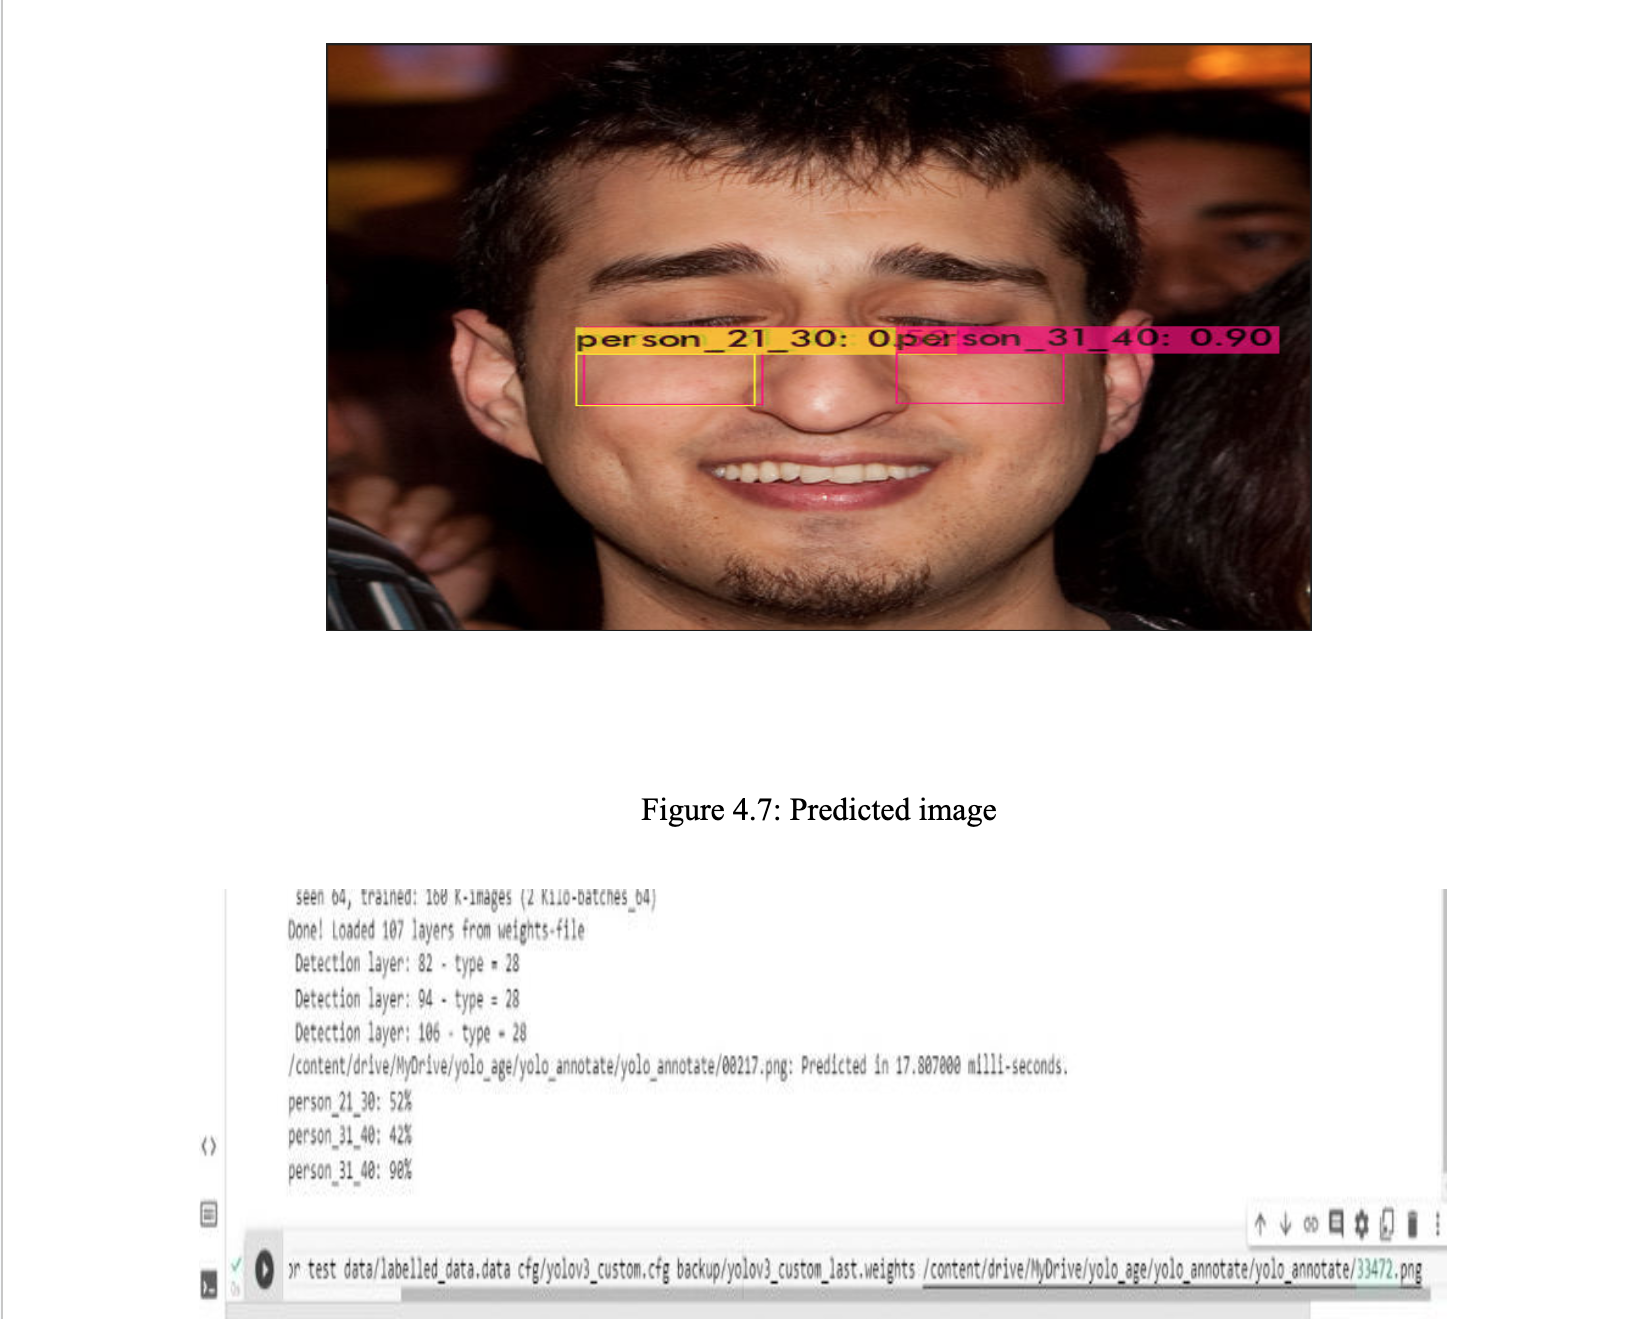 person_21_30: 0.52
person_31_40: 0.90
Figure 4.7: Predicted image
seen 64, trained: 160 K-images (2 Kilo-batches_64)
Done! Loaded 107 layers from weights-file
Detection layer: 82 - type = 28
Detection layer: 94 - type = 28
Detection layer: 106 - type = 28
/content/drive/MyDrive/yolo_age/yolo_annotate/yolo_annotate/00217.png: Predicted in 17.807000 milli-seconds.
person_21_30: 52%
person_31_40: 42%
person_31_40: 90%
or test data/labelled_data.data cfg/yolov3_custom.cfg backup/yolov3_custom_last.weights /content/drive/MyDrive/yolo_age/yolo_annotate/yolo_annotate/33472.png